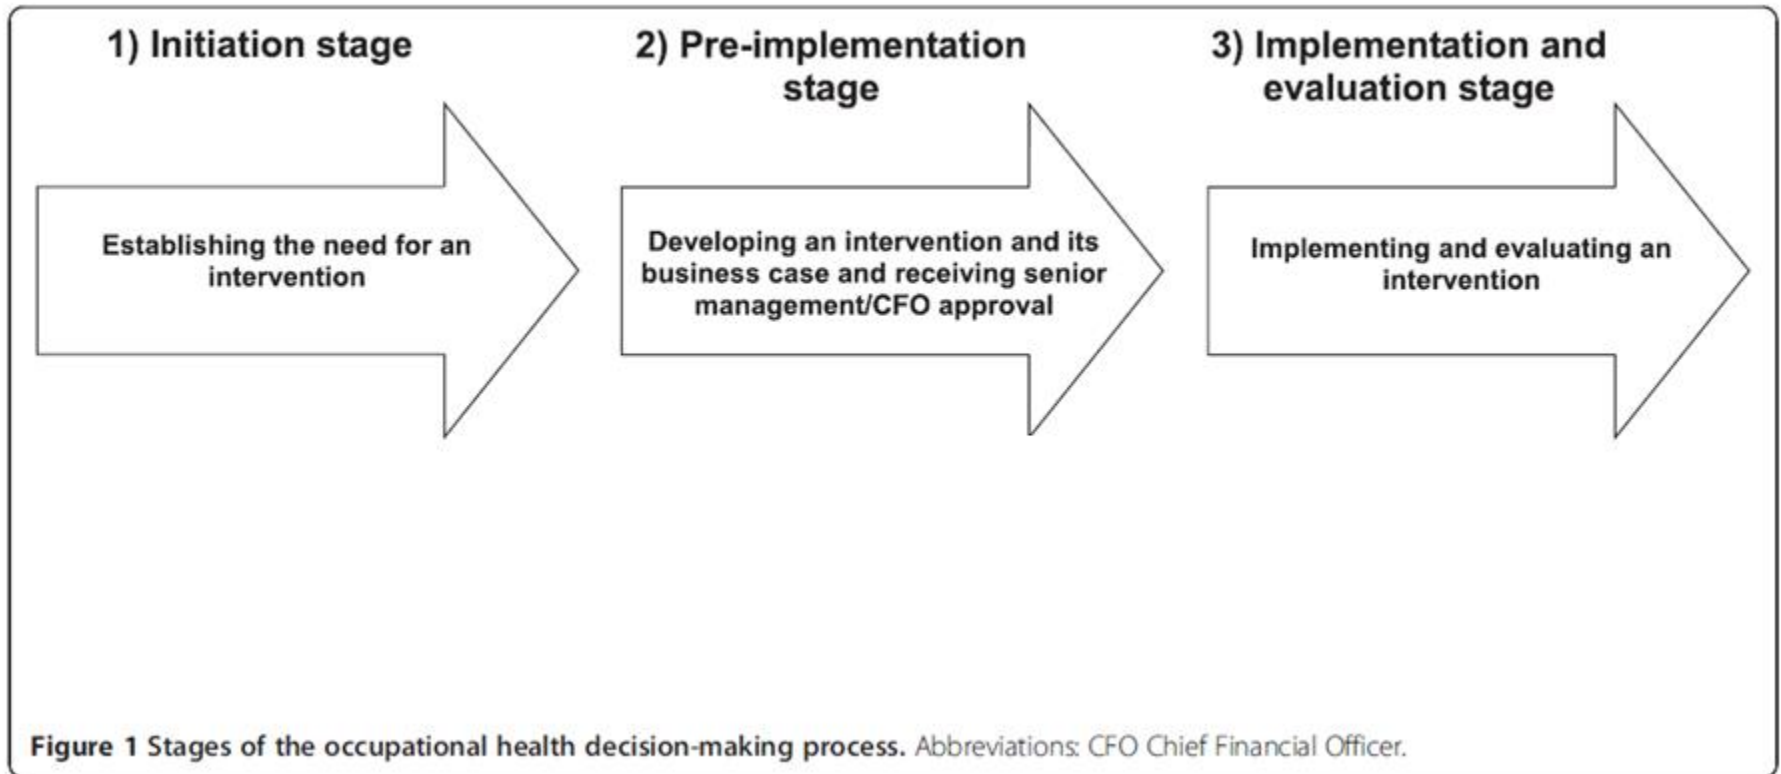 1) Initiation stage
Establishing the need for an
intervention
2) Pre-implementation
stage
Developing an intervention and its
business case and receiving senior
management/CFO approval
3) Implementation and
evaluation stage
Implementing and evaluating an
intervention
Figure 1 Stages of the occupational health decision-making process. Abbreviations: CFO Chief Financial Officer.